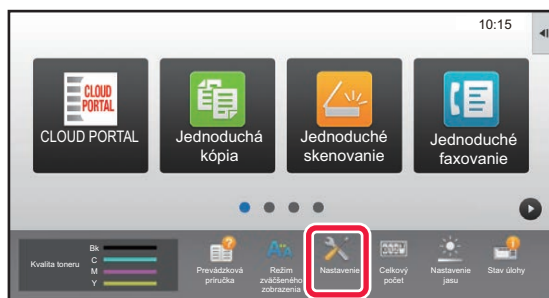 10:15
CLOUD
PORTAL
CLOUD PORTAL
Jednoduchá
kópia
Jednoduché
skenovanie
Jednoduché
faxovanie
Kvalita toneru
Bk
C
M
Y
Prevádzková
príručka
Režim
zväčšeného
zobrazenia
Nastavenie
Celkový
počet
Nastavenie
jasu
Stav úlohy